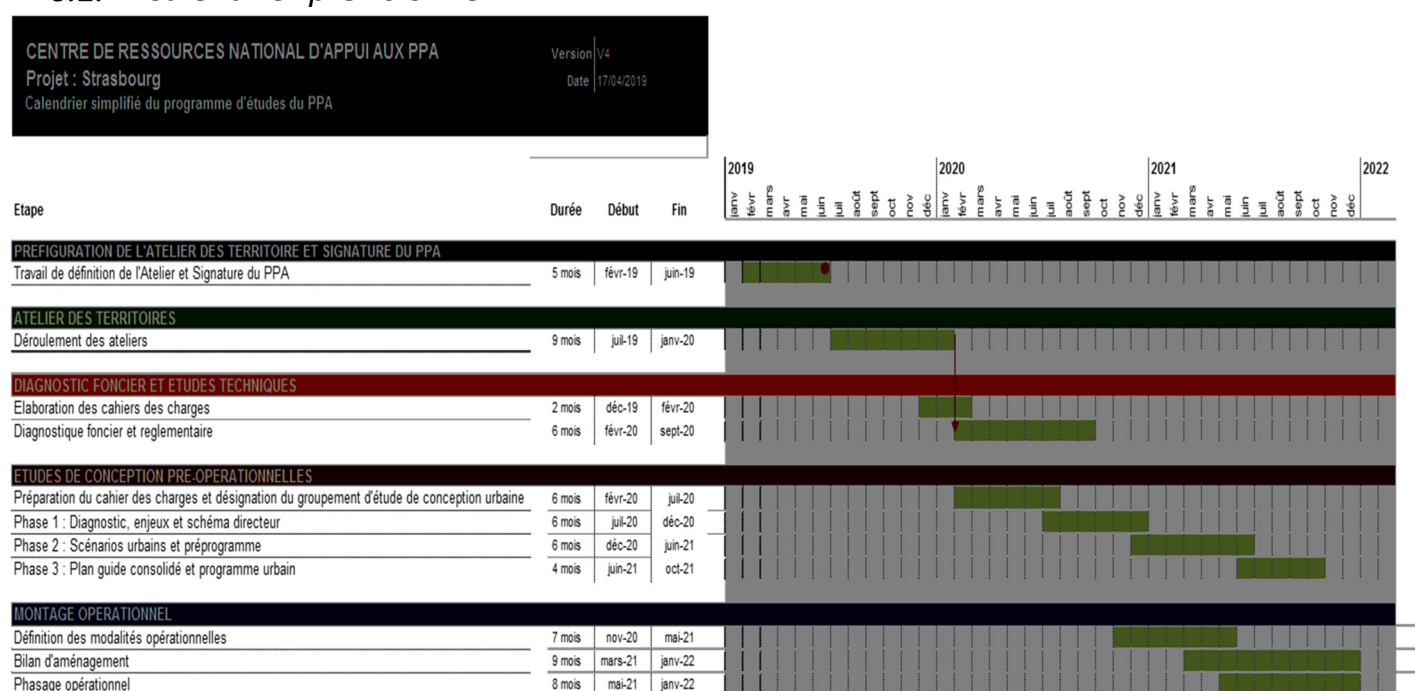 CENTRE DE RESSOURCES NATIONAL D'APPUI AUX PPA
Version V4
Projet : Strasbourg
Date 17/04/2019
Calendrier simplifié du programme d'études du PPA
2019 2020 2021 2022
Etape Durée Début Fin janv févr mars avr mai juin juil août sept oct nov déc janv févr mars avr mai juin juil août sept oct nov déc janv févr mars avr mai juin juil août sept oct nov déc
PREFIGURATION DE L'ATELIER DES TERRITOIRE ET SIGNATURE DU PPA
Travail de définition de l'Atelier et Signature du PPA 5 mois févr-19 juin-19
ATELIER DES TERRITOIRES
Déroulement des ateliers 9 mois juil-19 janv-20
DIAGNOSTIC FONCIER ET ETUDES TECHNIQUES
Elaboration des cahiers des charges 2 mois déc-19 févr-20
Diagnostique foncier et reglementaire 6 mois févr-20 sept-20
ETUDES DE CONCEPTION PRE-OPERATIONNELLES
Préparation du cahier des charges et désignation du groupement d'étude de conception urbaine 6 mois févr-20 juil-20
Phase 1 : Diagnostic, enjeux et schéma directeur 6 mois juil-20 déc-20
Phase 2 : Scénarios urbains et préprogramme 6 mois déc-20 juin-21
Phase 3 : Plan guide consolidé et programme urbain 4 mois juin-21 oct-21
MONTAGE OPERATIONNEL
Définition des modalités opérationnelles 7 mois nov-20 mai-21
Bilan d'aménagement 9 mois mars-21 janv-22
Phasage opérationnel 8 mois mai-21 janv-22